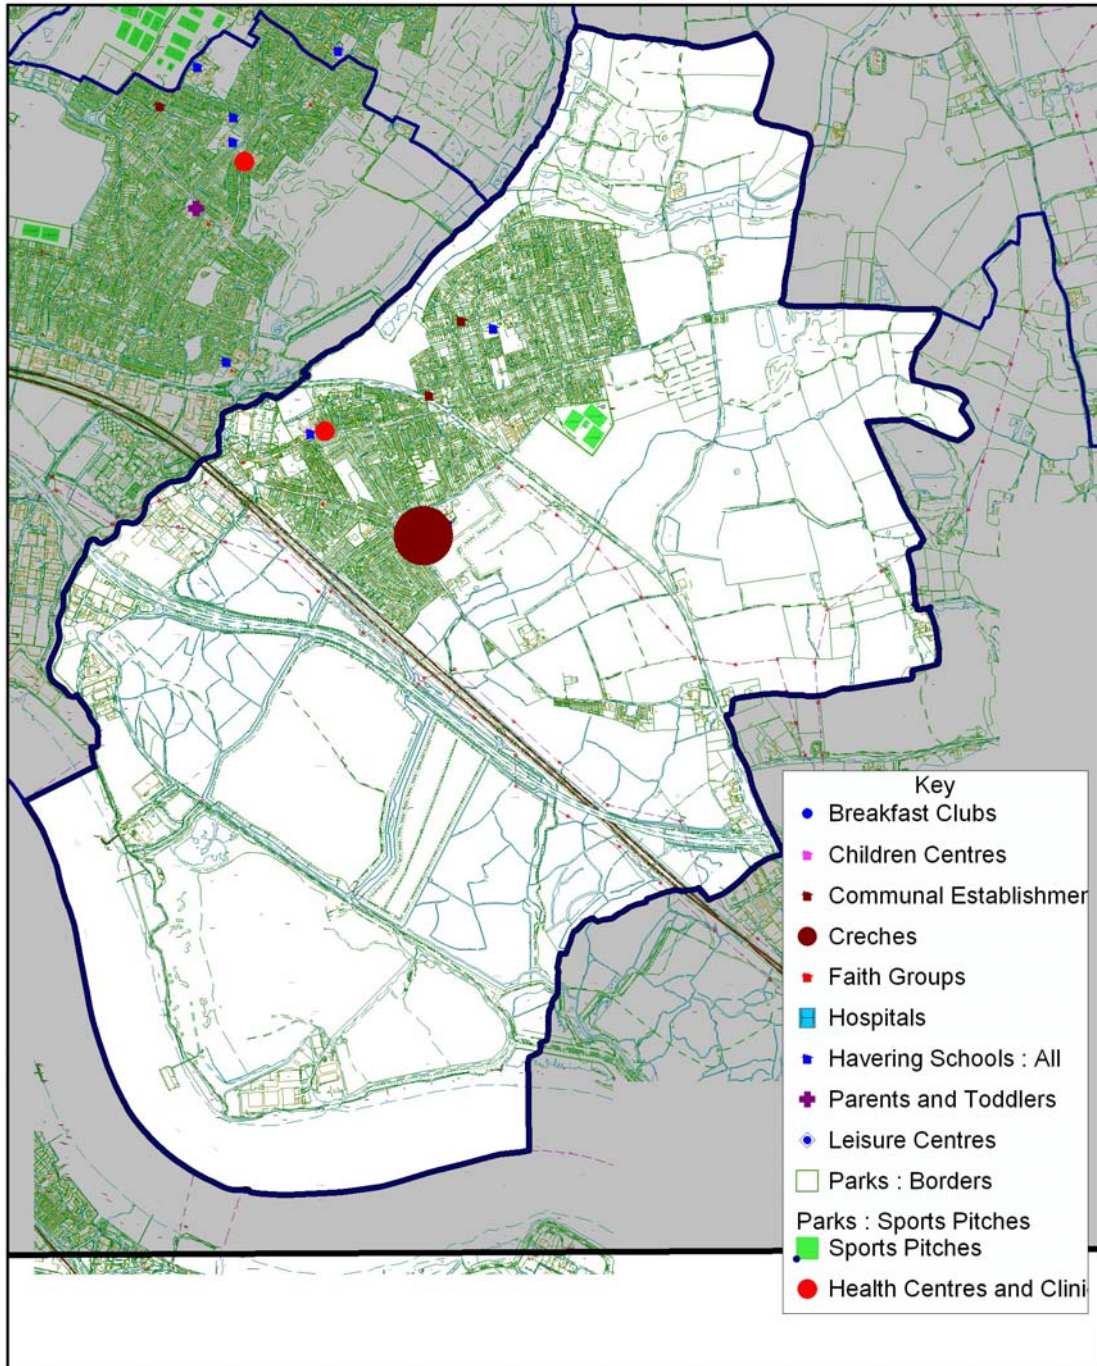 Key
Breakfast Clubs
Children Centres
Communal Establishmer
Creches
Faith Groups
Hospitals
Havering Schools : All
Parents and Toddlers
Leisure Centres
Parks : Borders
Parks : Sports Pitches
Sports Pitches
Health Centres and Clini